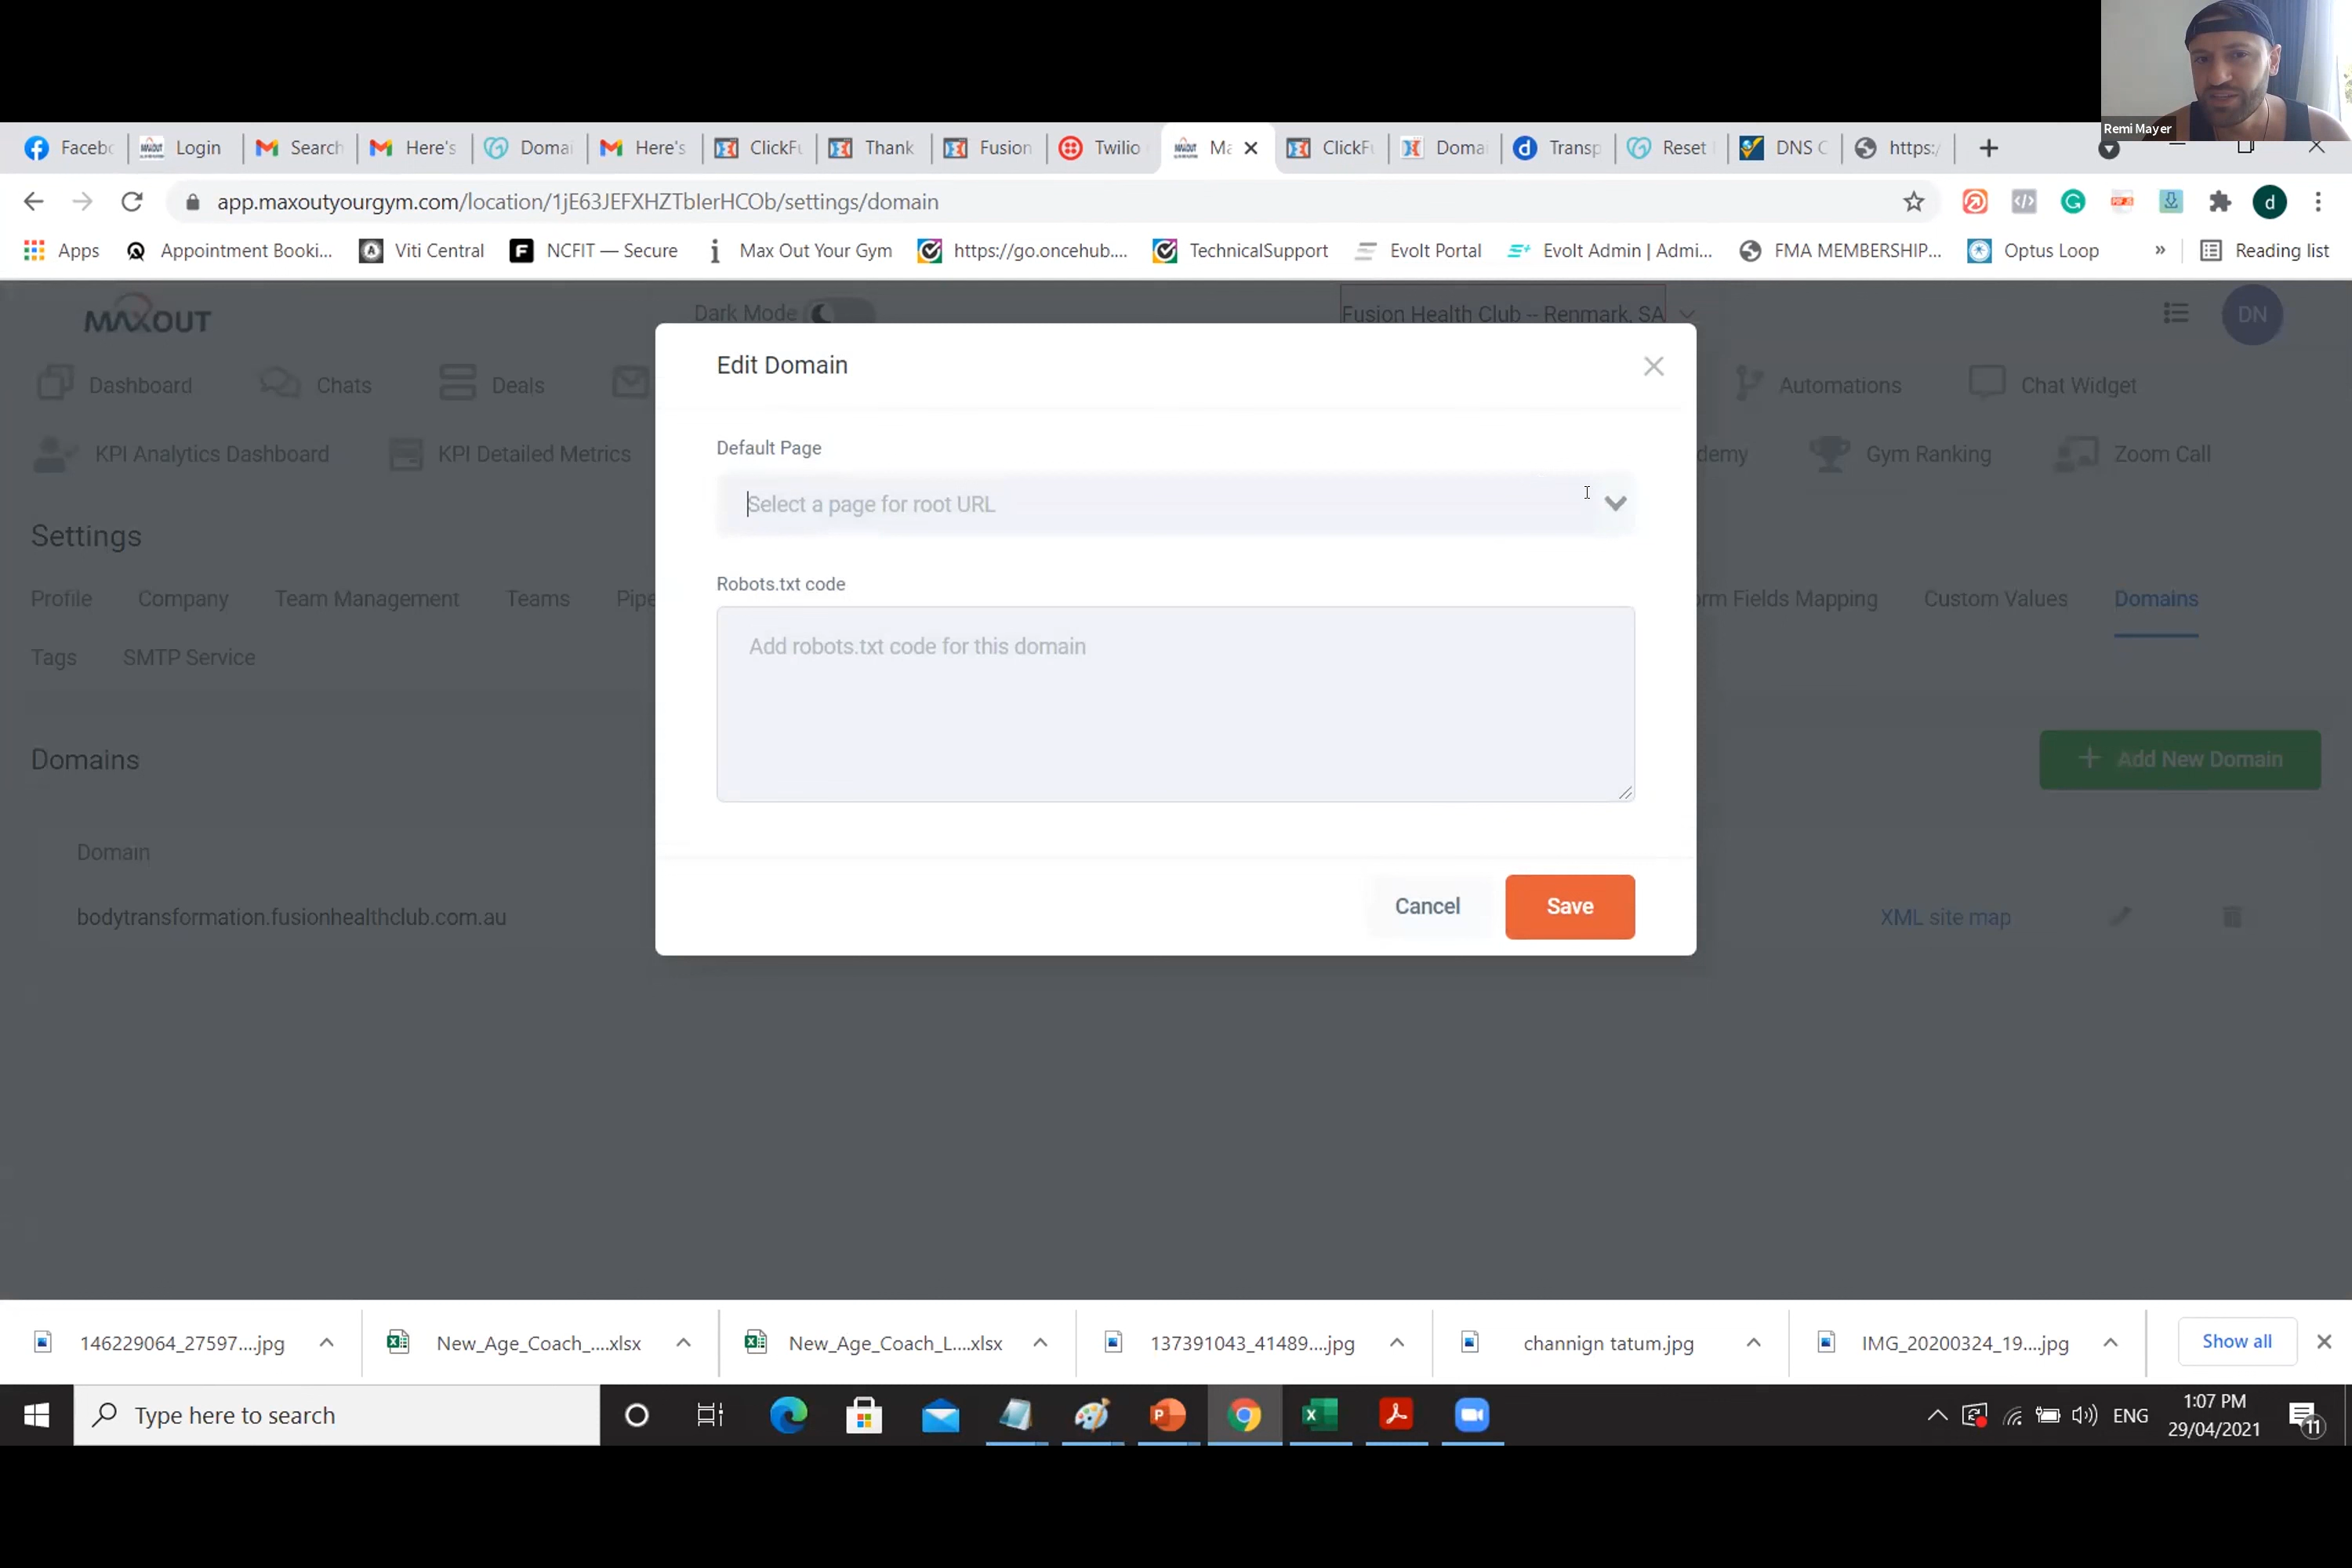 Remi Mayer
Facebo Login Search Here's Domai Here's ClickFu Thank Fusion Twilio Ma ClickFu Domai Transp Reset DNS C https:/
app.maxoutyourgym.com/location/1jE63JEFXHZTbIerHCOb/settings/domain
Apps Appointment Booki... Viti Central NCFIT — Secure Max Out Your Gym https://go.oncehub.... TechnicalSupport Evolt Portal Evolt Admin | Admi... FMA MEMBERSHIP... Optus Loop » Reading list
MAXOUT Dark Mode Fusion Health Club -- Renmark, SA DN
Edit Domain
Dashboard Chats Deals Automations Chat Widget
Default Page
KPI Analytics Dashboard KPI Detailed Metrics demy Gym Ranking Zoom Call
Select a page for root URL
Settings
Robots.txt code
Profile Company Team Management Teams Pipe rm Fields Mapping Custom Values Domains
Add robots.txt code for this domain
Tags SMTP Service
Domains Add New Domain
Domain
Cancel Save
bodytransformation.fusionhealthclub.com.au XML site map
146229064_27597....jpg New_Age_Coach_....xlsx New_Age_Coach_L....xlsx 137391043_41489....jpg channign tatum.jpg IMG_20200324_19....jpg Show all
Type here to search ENG 1:07 PM
29/04/2021 11